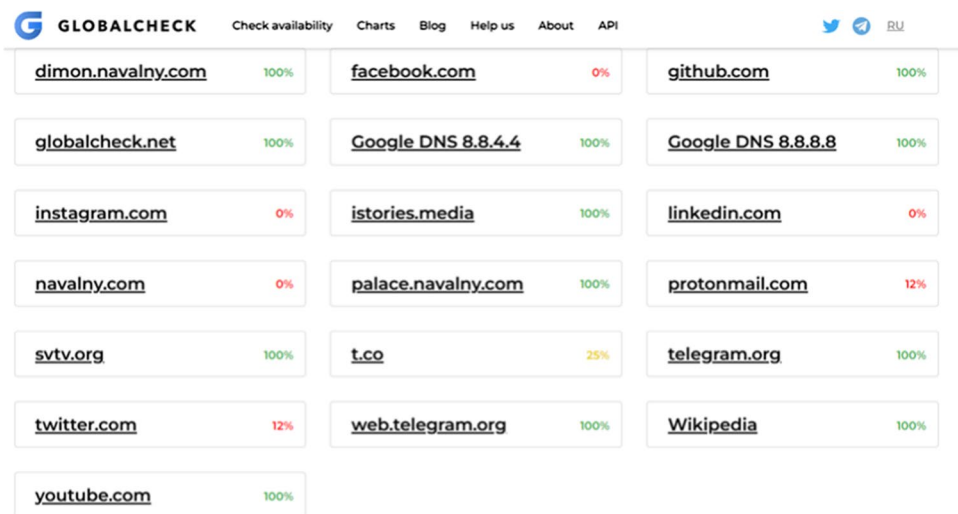 GLOBALCHECK Check availability Charts Blog Help us About API RU
dimon.navalny.com 100% facebook.com 0% github.com 100%
globalcheck.net 100% Google DNS 8.8.4.4 100% Google DNS 8.8.8.8 100%
instagram.com 0% istories.media 100% linkedin.com 0%
navalny.com 0% palace.navalny.com 100% protonmail.com 12%
svtv.org 100% t.co 25% telegram.org 100%
twitter.com 12% web.telegram.org 100% Wikipedia 100%
youtube.com 100%